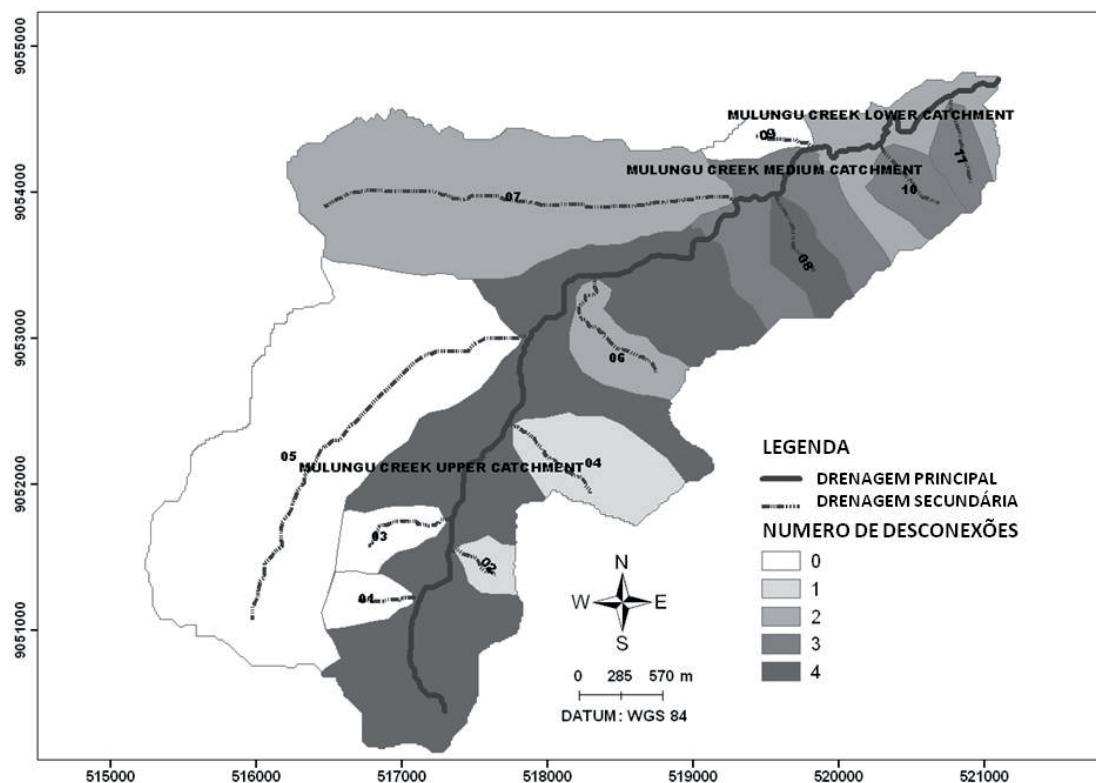 9055000
9054000
9053000
9052000
9051000
MULUNGU CREEK LOWER CATCHMENT
09
MULUNGU CREEK MEDIUM CATCHMENT
11
10
07
08
06
05
MULUNGU CREEK UPPER CATCHMENT
04
03
02
01
LEGENDA
DRENAGEM PRINCIPAL
DRENAGEM SECUNDÁRIA
NUMERO DE DESCONEXÕES
0
1
2
3
4
N
W E
S
0 285 570 m
DATUM: WGS 84
515000 516000 517000 518000 519000 520000 521000